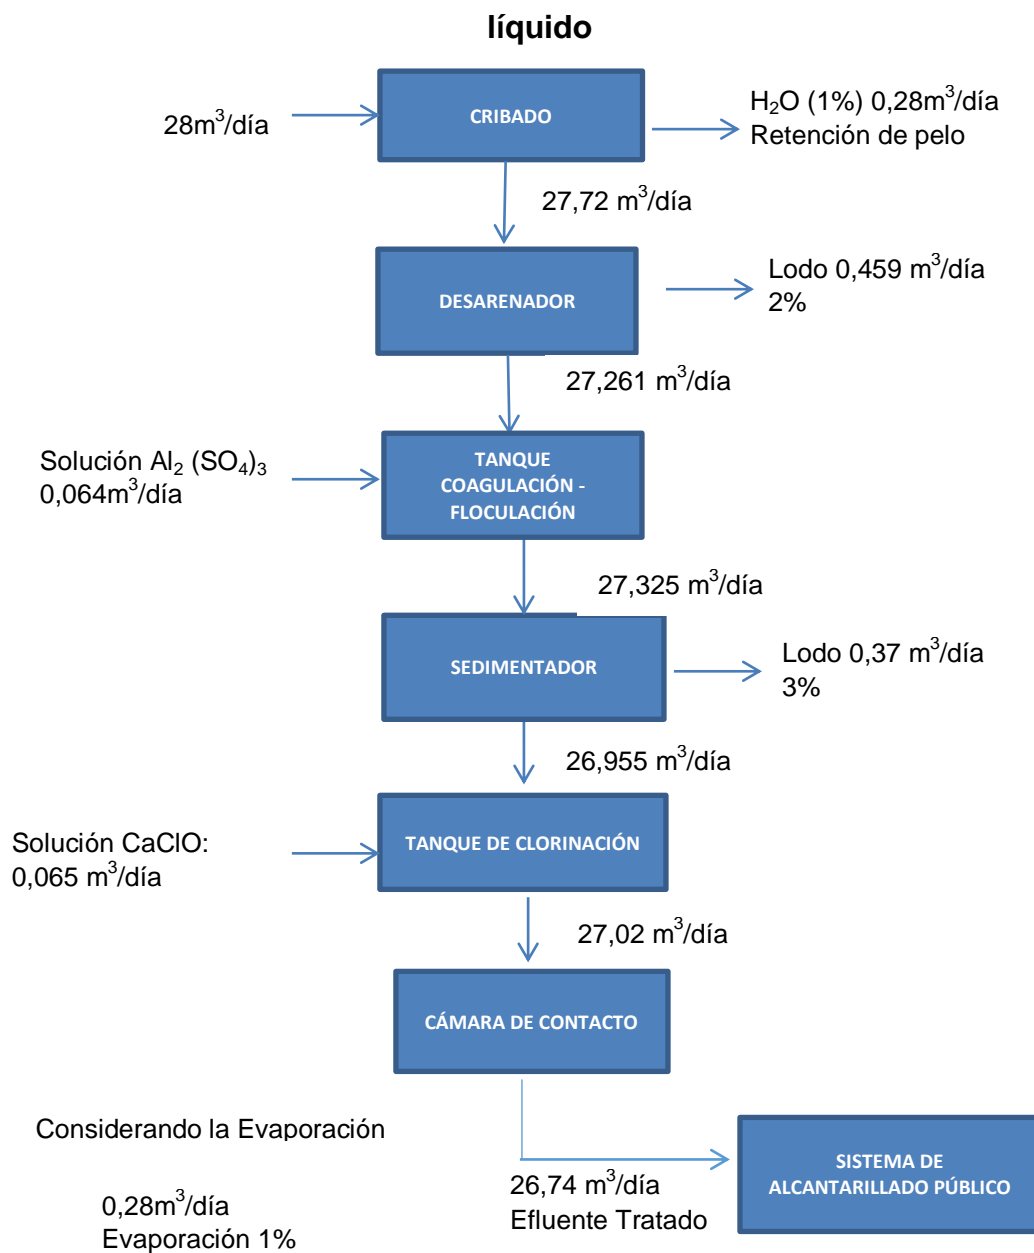 líquido
28m³/día
CRIBADO
H₂O (1%) 0,28m³/día
Retención de pelo
27,72 m³/día
DESARENADOR
Lodo 0,459 m³/día
2%
27,261 m³/día
Solución Al₂ (SO₄)₃
0,064m³/día
TANQUE
COAGULACIÓN -
FLOCULACIÓN
27,325 m³/día
SEDIMENTADOR
Lodo 0,37 m³/día
3%
26,955 m³/día
Solución CaClO:
0,065 m³/día
TANQUE DE CLORINACIÓN
27,02 m³/día
CÁMARA DE CONTACTO
Considerando la Evaporación
0,28m³/día
Evaporación 1%
26,74 m³/día
Efluente Tratado
SISTEMA DE
ALCANTARILLADO PÚBLICO